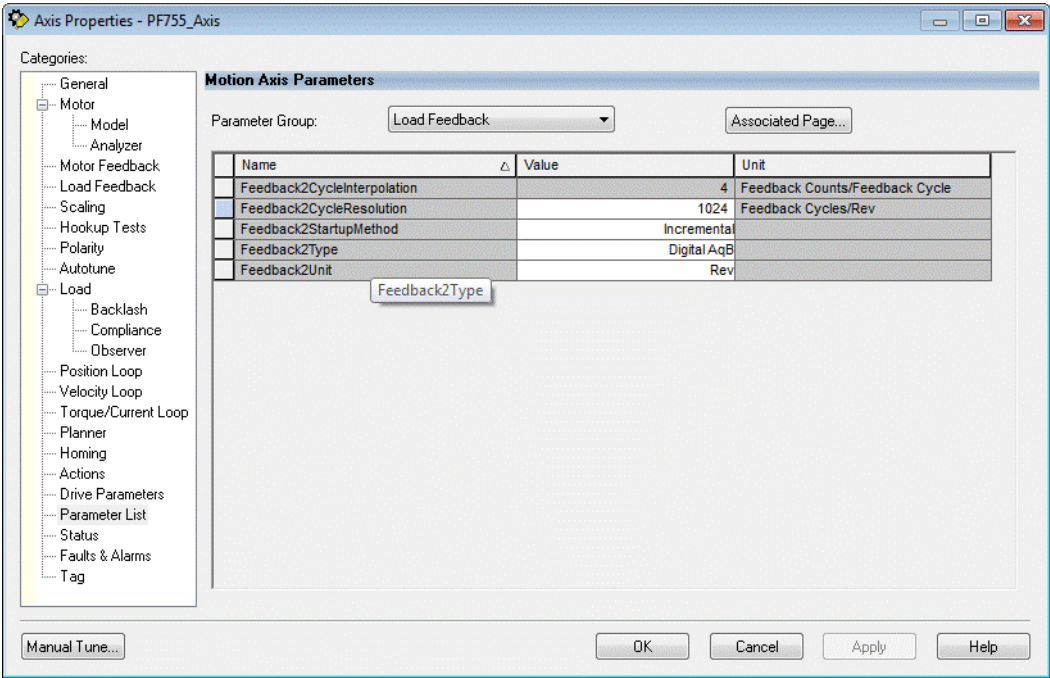 Axis Properties - PF755_Axis
Categories:
General
Motor
Model
Analyzer
Motor Feedback
Load Feedback
Scaling
Hookup Tests
Polarity
Autotune
Load
Backlash
Compliance
Observer
Position Loop
Velocity Loop
Torque/Current Loop
Planner
Homing
Actions
Drive Parameters
Parameter List
Status
Faults & Alarms
Tag
Motion Axis Parameters
Parameter Group: Load Feedback Associated Page...
Name Value Unit
Feedback2CycleInterpolation 4 Feedback Counts/Feedback Cycle
Feedback2CycleResolution 1024 Feedback Cycles/Rev
Feedback2StartupMethod Incremental
Feedback2Type Digital AqB
Feedback2Unit Rev
Feedback2Type
Manual Tune... OK Cancel Apply Help